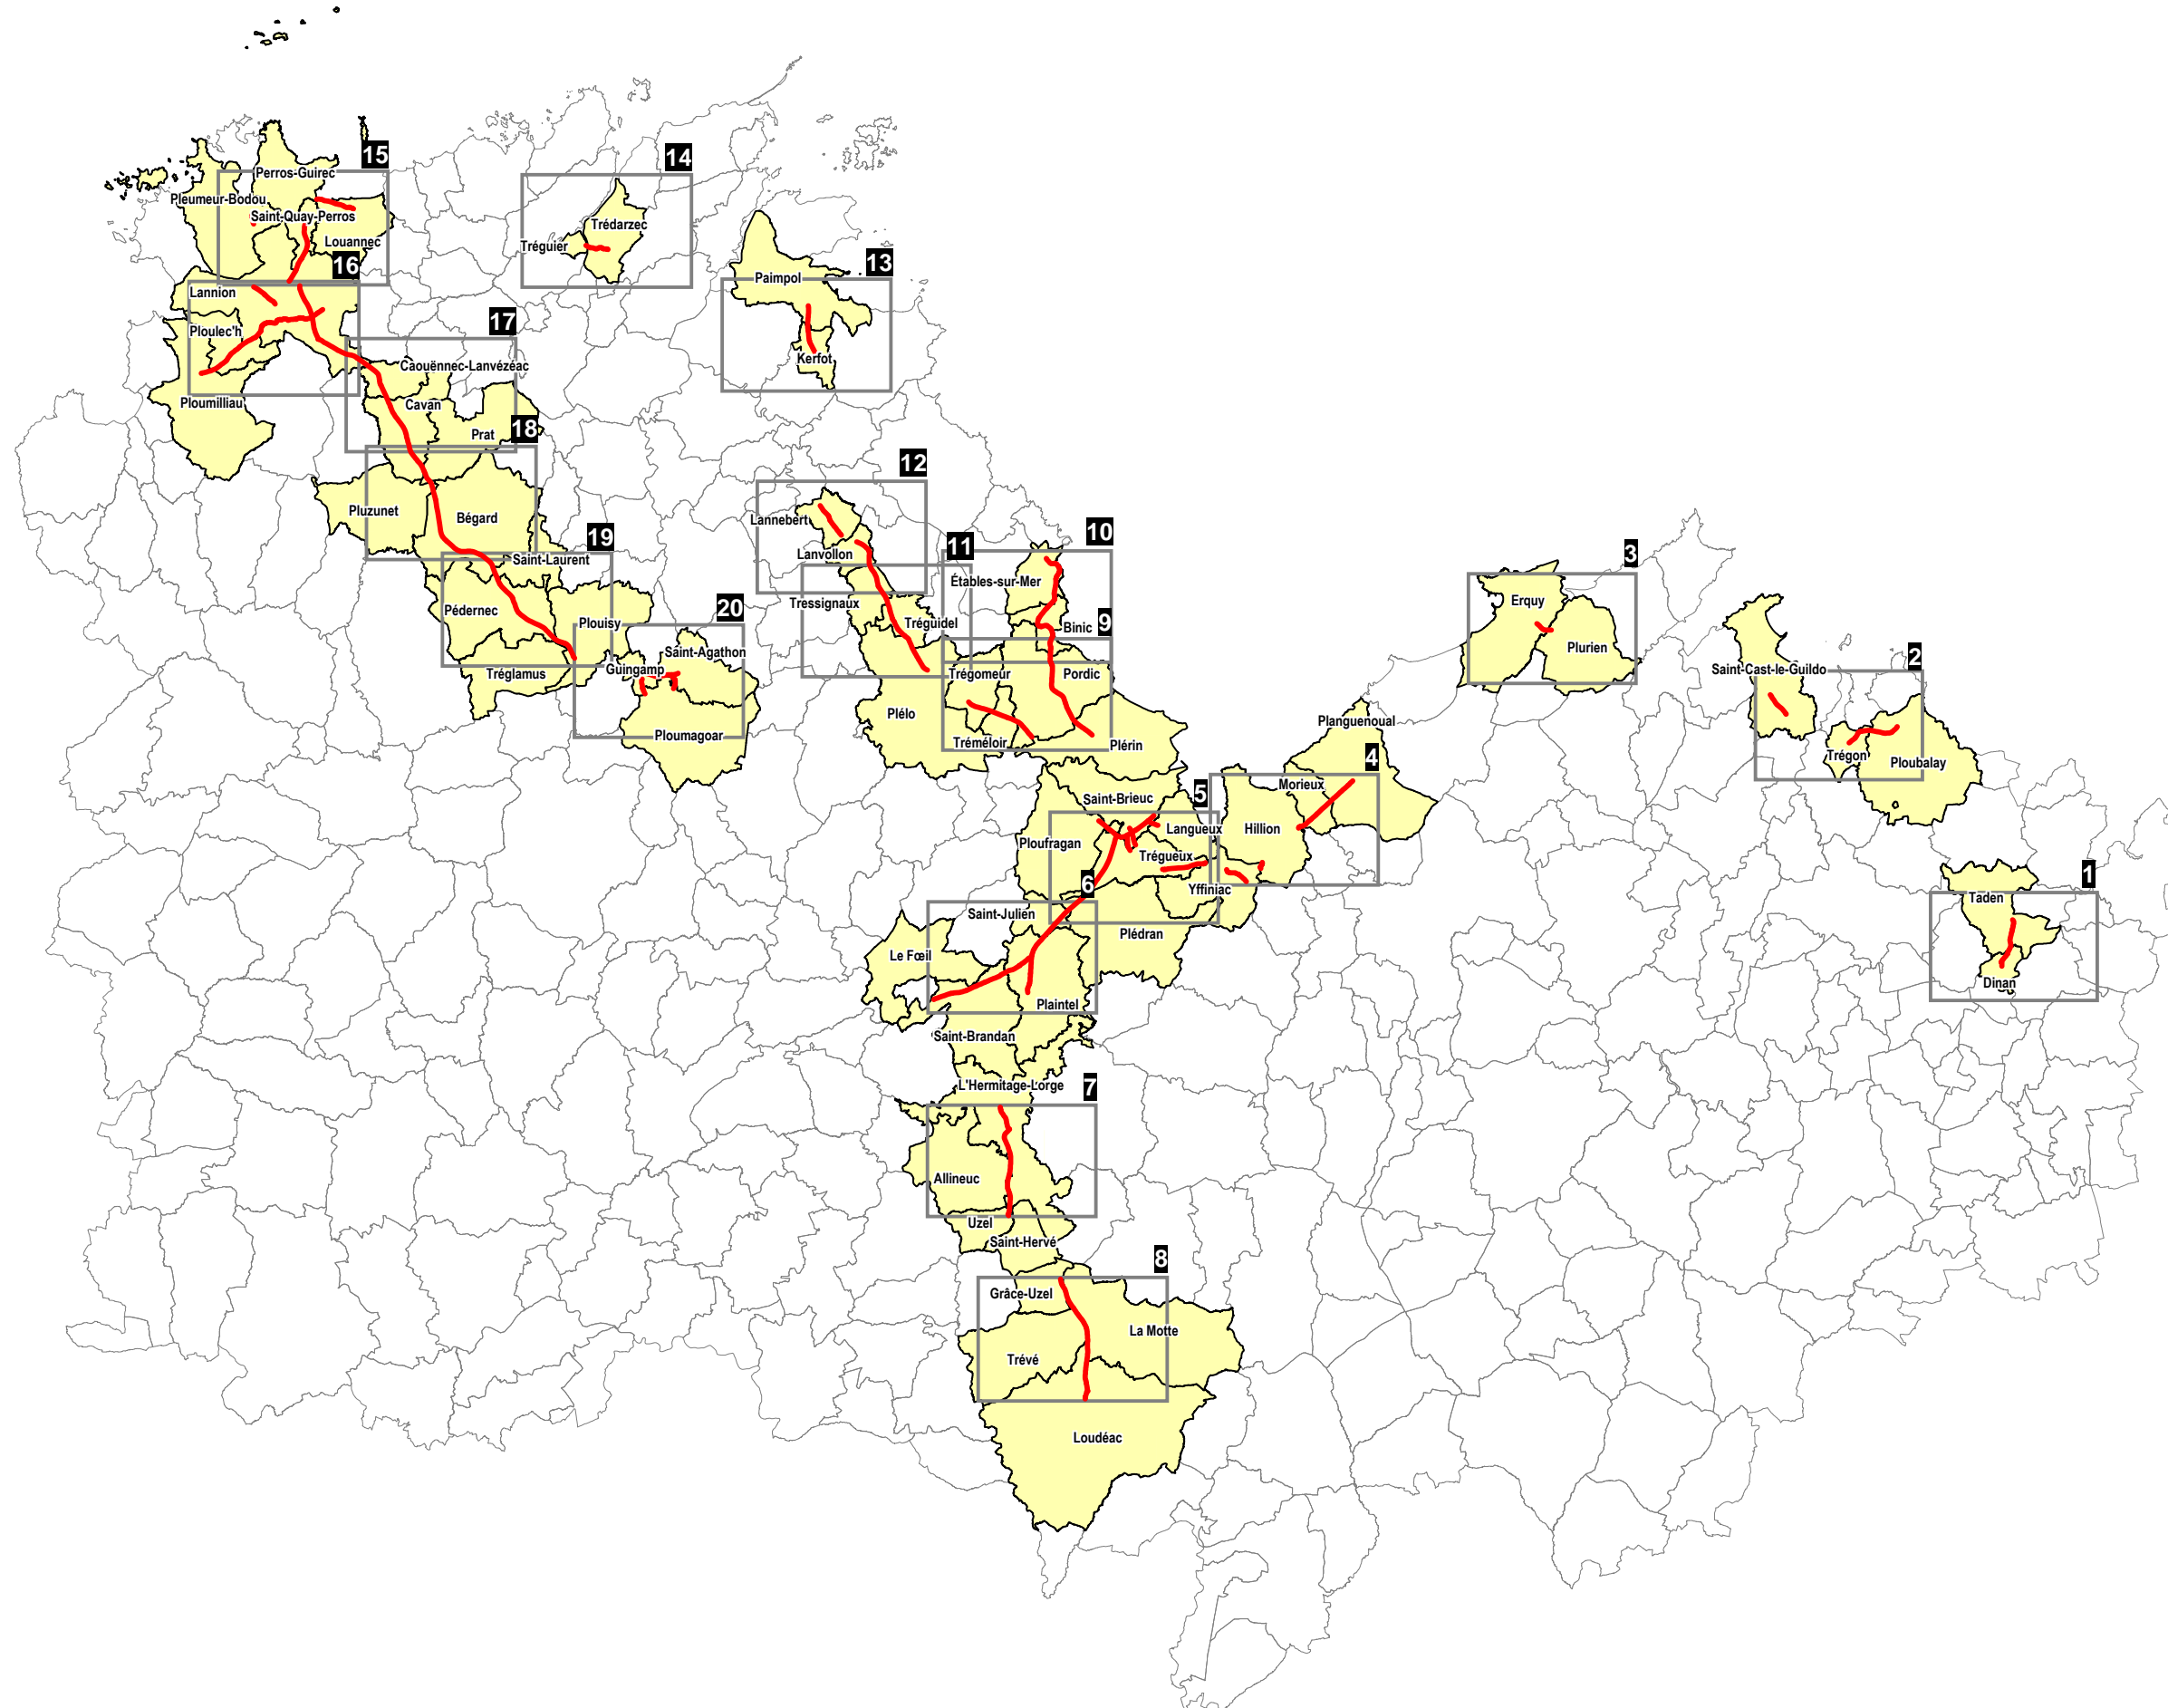 15
Perros-Guirec
Pleumeur-Bodou
Saint-Quay-Perros
Louannec
14
Trédarzec
Tréguier
13
Paimpol
Kerfot
16
Lannion
Ploulec'h
Ploumilliau
17
Caouënnec-Lanvézéac
Cavan
Prat
18
Pluzunet
Bégard
19
Saint-Laurent
Pédernec
Plouisy
Tréglamus
20
Saint-Agathon
Guingamp
Ploumagoar
12
Lannebert
Lanvollon
11
Tressignaux
Tréguidel
Plélo
10
Étables-sur-Mer
Binic
9
Trégomeur
Pordic
Tréméloir
Plérin
3
Erquy
Plurien
2
Saint-Cast-le-Guildo
Trégon
Ploubalay
1
Taden
Dinan
Planguenoual
4
Morieux
Hillion
5
Saint-Brieuc
Langueux
Ploufragan
Trégueux
Yffiniac
6
Saint-Julien
Plédran
Le Fœil
Plaintel
Saint-Brandan
L'Hermitage-Lorge
7
Allineuc
Uzel
Saint-Hervé
8
Grâce-Uzel
La Motte
Trévé
Loudéac